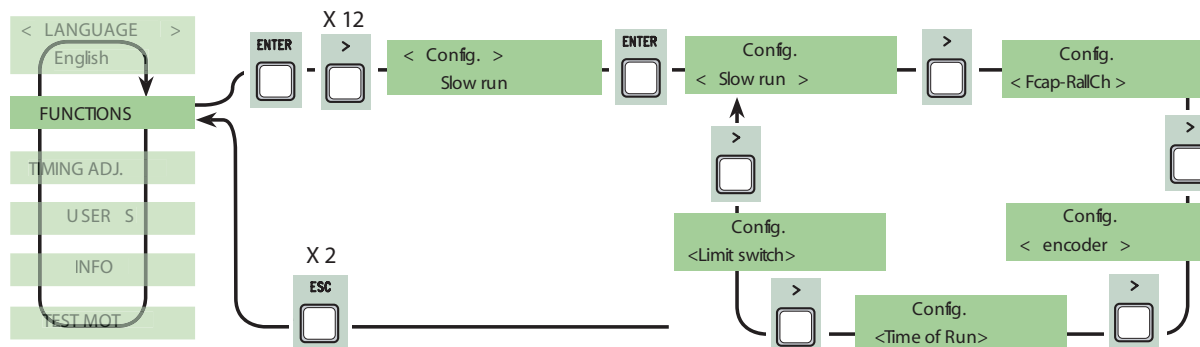 < LANGUAGE >
English
FUNCTIONS
TIMING ADJ.
USER S
INFO
TEST MOT
ENTER
X 12
>
< Config. >
Slow run
ENTER
Config.
< Slow run >
>
Config.
< Fcap-RallCh >
>
Config.
< encoder >
>
Config.
<Time of Run>
>
Config.
<Limit switch>
>
X 2
ESC